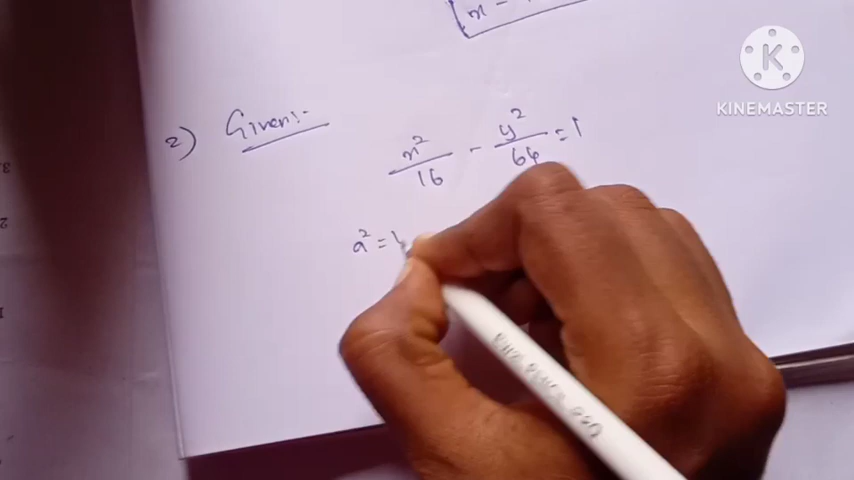 x -
K
KINEMASTER
2) Given:-
x²/16 - y²/64 = 1
a² = 1